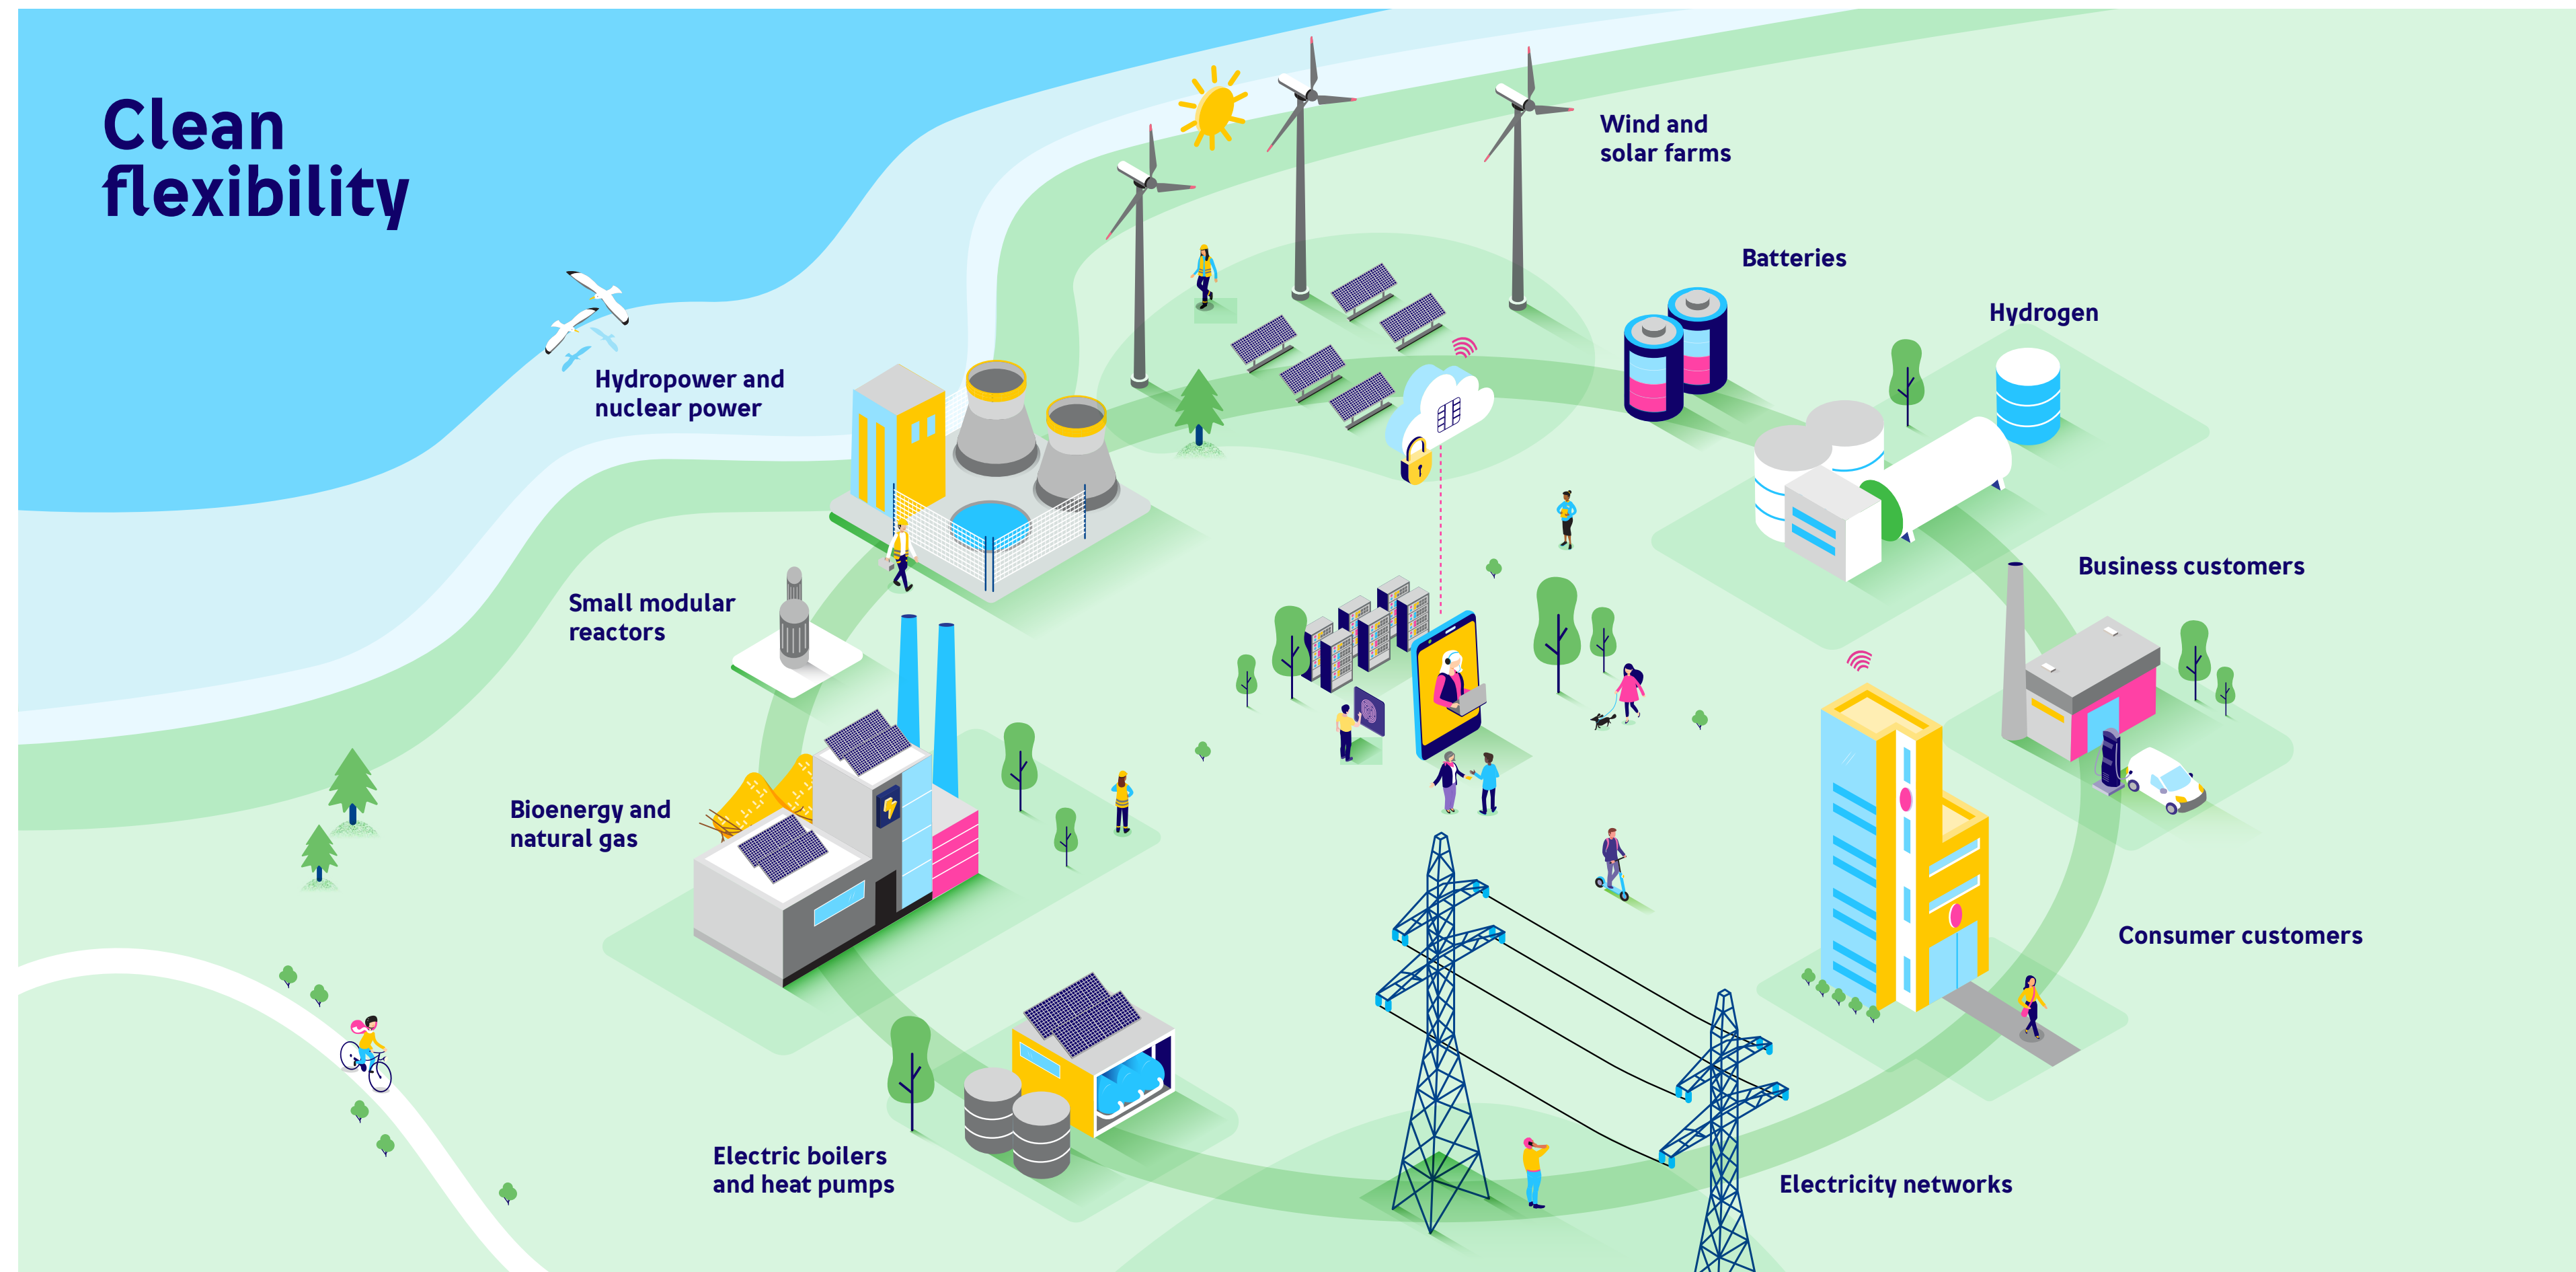 Clean
flexibility
Wind and
solar farms
Batteries
Hydrogen
Hydropower and
nuclear power
Business customers
Small modular
reactors
Bioenergy and
natural gas
Consumer customers
Electric boilers
and heat pumps
Electricity networks